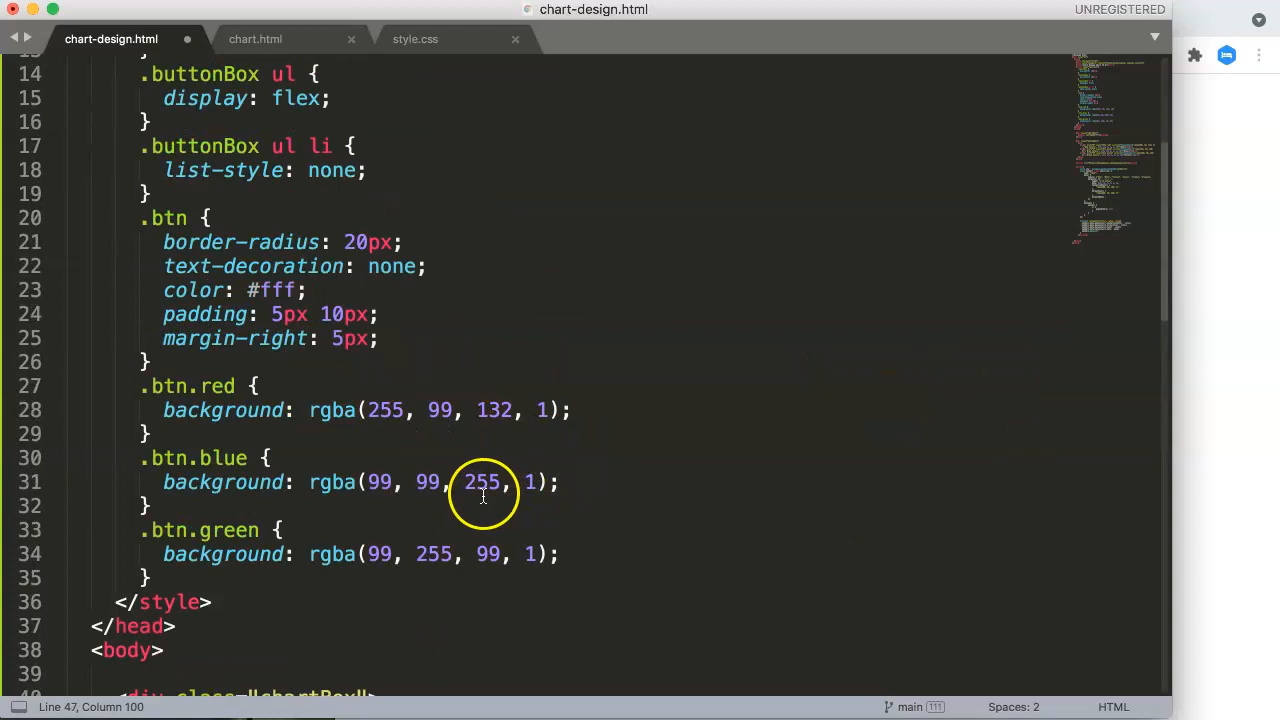 chart-design.html
UNREGISTERED
chart-design.html
chart.html
style.css
14 .buttonBox ul {
15 display: flex;
16 }
17 .buttonBox ul li {
18 list-style: none;
19 }
20 .btn {
21 border-radius: 20px;
22 text-decoration: none;
23 color: #fff;
24 padding: 5px 10px;
25 margin-right: 5px;
26 }
27 .btn.red {
28 background: rgba(255, 99, 132, 1);
29 }
30 .btn.blue {
31 background: rgba(99, 99, 255, 1);
32 }
33 .btn.green {
34 background: rgba(99, 255, 99, 1);
35 }
36 </style>
37 </head>
38 <body>
39
40 <div class="chartBox">
Line 47, Column 100
main 111
Spaces: 2
HTML